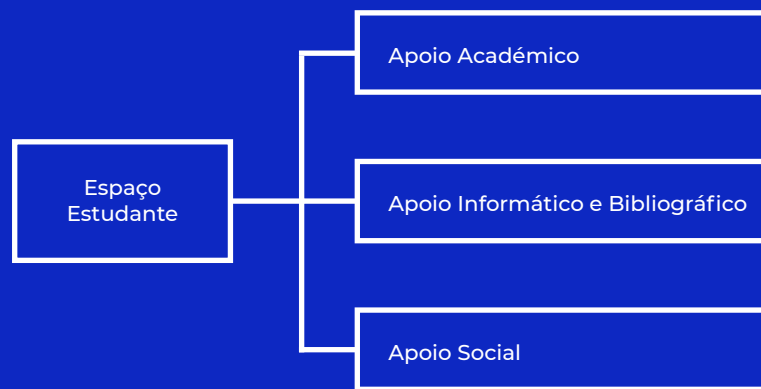 Apoio Académico
Espaço
Estudante
Apoio Informático e Bibliográfico
Apoio Social